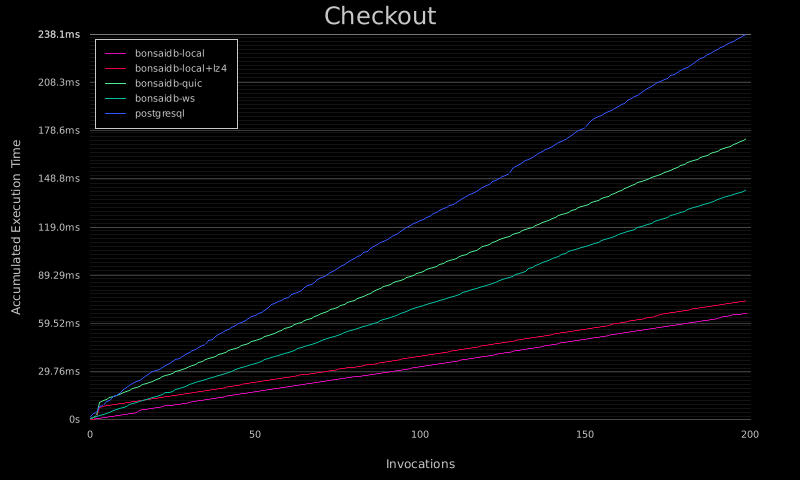 Checkout
238.1ms
208.3ms
178.6ms
148.8ms
119.0ms
89.29ms
59.52ms
29.76ms
0s
Accumulated Execution Time
bonsaidb-local
bonsaidb-local+lz4
bonsaidb-quic
bonsaidb-ws
postgresql
0 50 100 150 200
Invocations